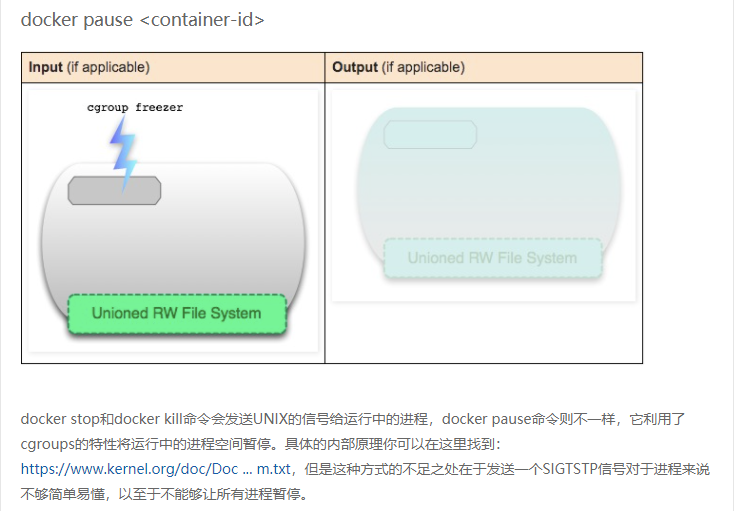 docker pause <container-id>
Input (if applicable)
Output (if applicable)
cgroup freezer
Unioned RW File System
Unioned RW File System
docker stop和docker kill命令会发送UNIX的信号给运行中的进程，docker pause命令则不一样，它利用了
cgroups的特性将运行中的进程空间暂停。具体的内部原理你可以在这里找到：
https://www.kernel.org/doc/Doc ... m.txt，但是这种方式的不足之处在于发送一个SIGTSTP信号对于进程来说
不够简单易懂，以至于不能够让所有进程暂停。